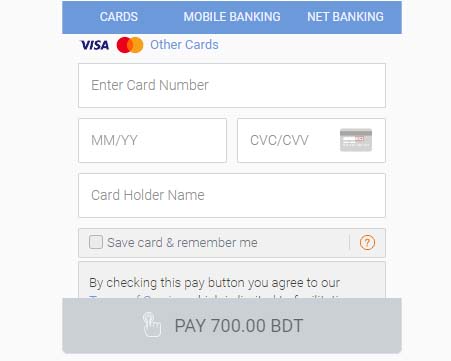 CARDS MOBILE BANKING NET BANKING
VISA Other Cards
Enter Card Number
MM/YY CVC/CVV
Card Holder Name
Save card & remember me ?
By checking this pay button you agree to our
PAY 700.00 BDT